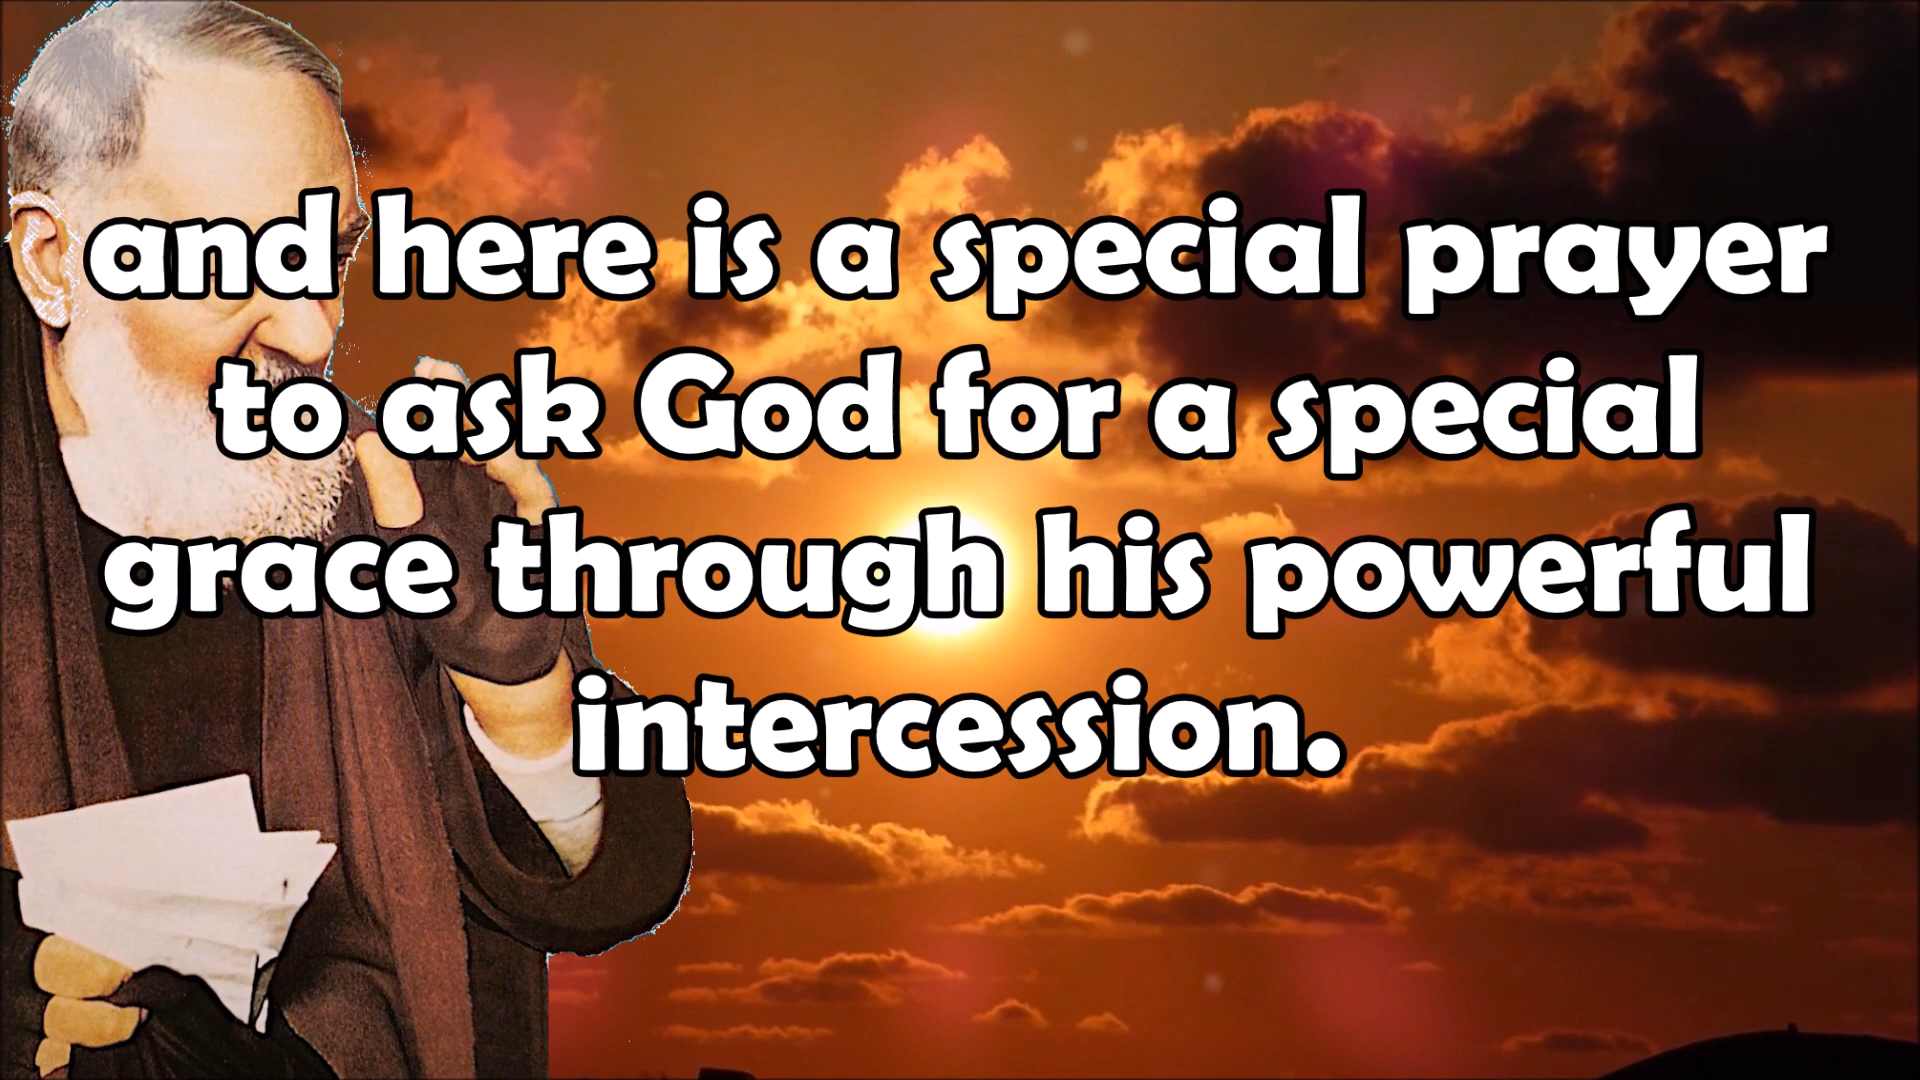 and here is a special prayer
to ask God for a special
grace through his powerful
intercession.